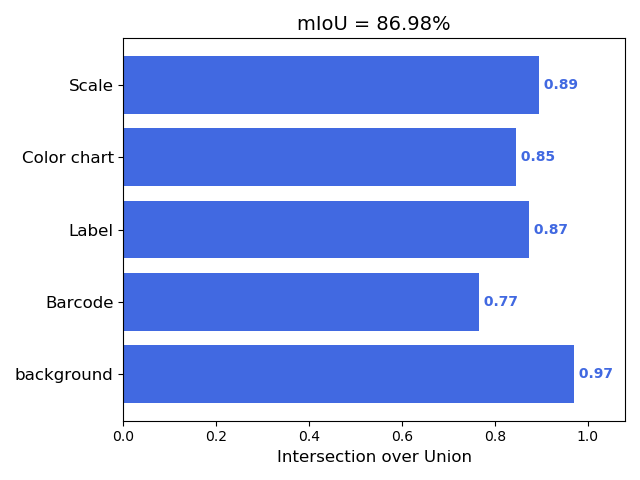 mIoU = 86.98%
Scale 0.89
Color chart 0.85
Label 0.87
Barcode 0.77
background 0.97
0.0 0.2 0.4 0.6 0.8 1.0
Intersection over Union